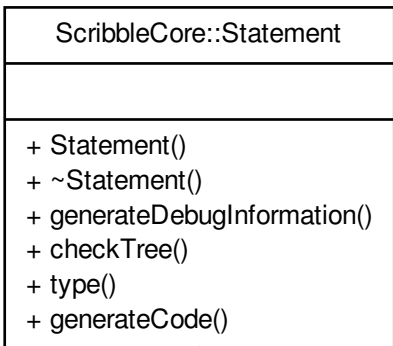 ScribbleCore::Statement
+ Statement()
+ ~Statement()
+ generateDebugInformation()
+ checkTree()
+ type()
+ generateCode()